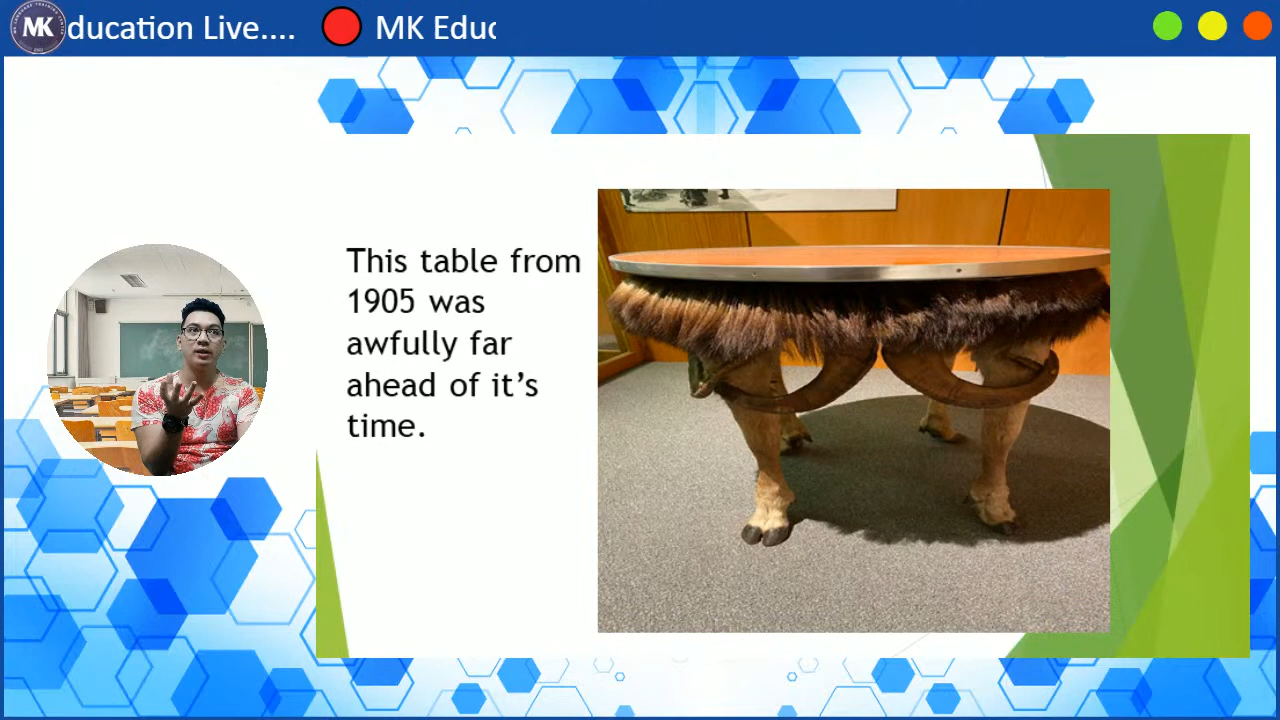 MK
ducation Live....
MK Educ
This table from
1905 was
awfully far
ahead of it's
time.